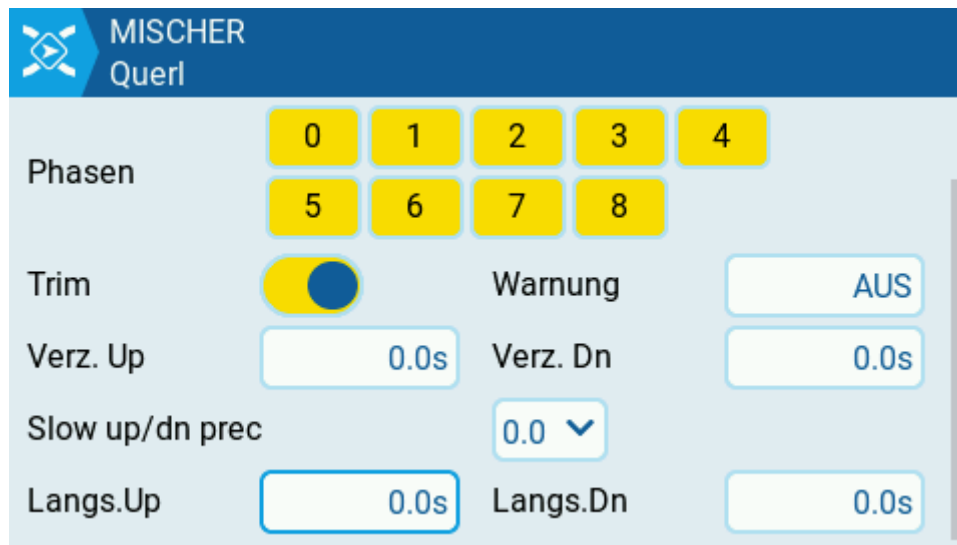 MISCHER
Querl
Phasen
0 1 2 3 4
5 6 7 8
Trim Warnung AUS
Verz. Up 0.0s Verz. Dn 0.0s
Slow up/dn prec 0.0
Langs.Up 0.0s Langs.Dn 0.0s